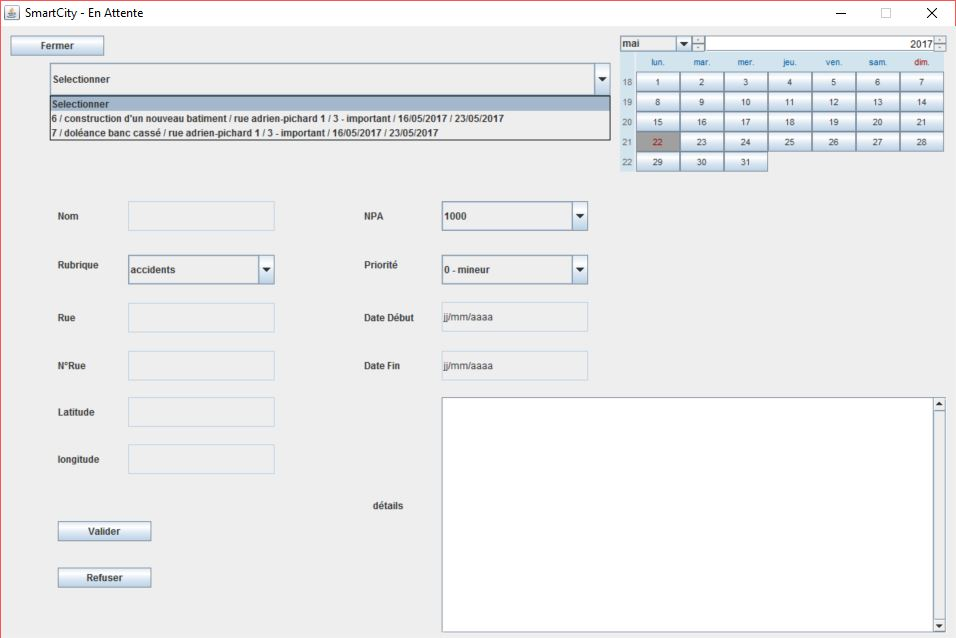 SmartCity - En Attente
Fermer
Selectionner
Selectionner
6 / construction d'un nouveau batiment / rue adrien-pichard 1 / 3 - important / 16/05/2017 / 23/05/2017
7 / doléance banc cassé / rue adrien-pichard 1 / 3 - important / 16/05/2017 / 23/05/2017
mai 2017
lun. mar. mer. jeu. ven. sam. dim.
18 1 2 3 4 5 6 7
19 8 9 10 11 12 13 14
20 15 16 17 18 19 20 21
21 22 23 24 25 26 27 28
22 29 30 31
Nom NPA 1000
Rubrique accidents Priorité 0 - mineur
Rue Date Début jj/mm/aaaa
N°Rue Date Fin jj/mm/aaaa
Latitude
longitude
détails
Valider
Refuser